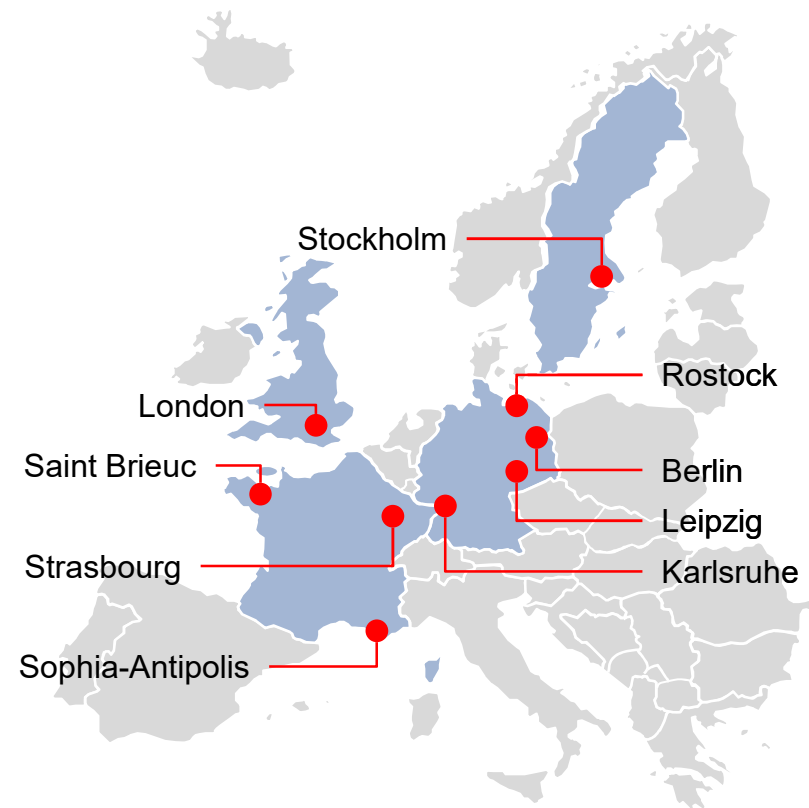 Stockholm
Rostock
London
Saint Brieuc
Berlin
Leipzig
Strasbourg
Karlsruhe
Sophia-Antipolis